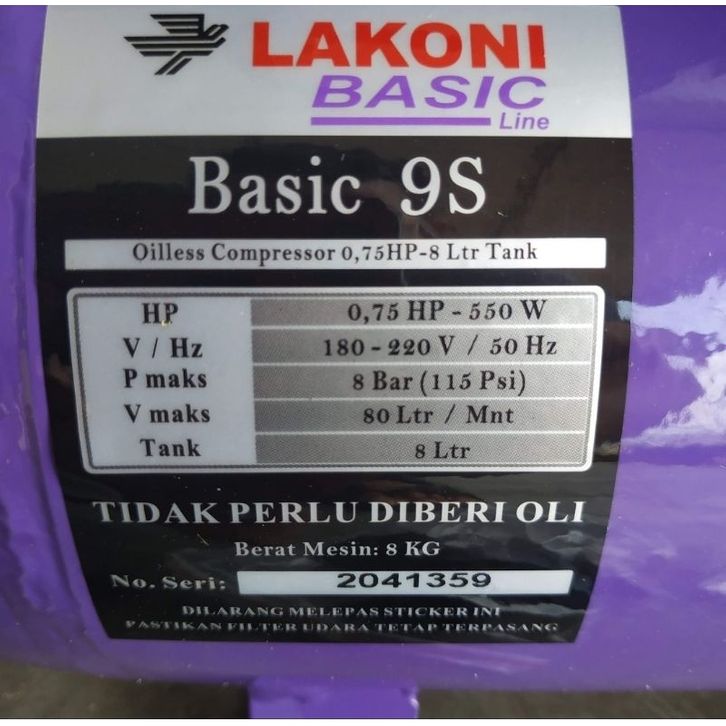 LAKONI
BASIC
Line
Basic 9S
Oilless Compressor 0,75HP-8 Ltr Tank
HP 0,75 HP - 550 W
V / Hz 180 - 220 V / 50 Hz
P maks 8 Bar (115 Psi)
V maks 80 Ltr / Mnt
Tank 8 Ltr
TIDAK PERLU DIBERI OLI
Berat Mesin: 8 KG
No. Seri: 2041359
DILARANG MELEPAS STICKER INI
PASTIKAN FILTER UDARA TETAP TERPASANG